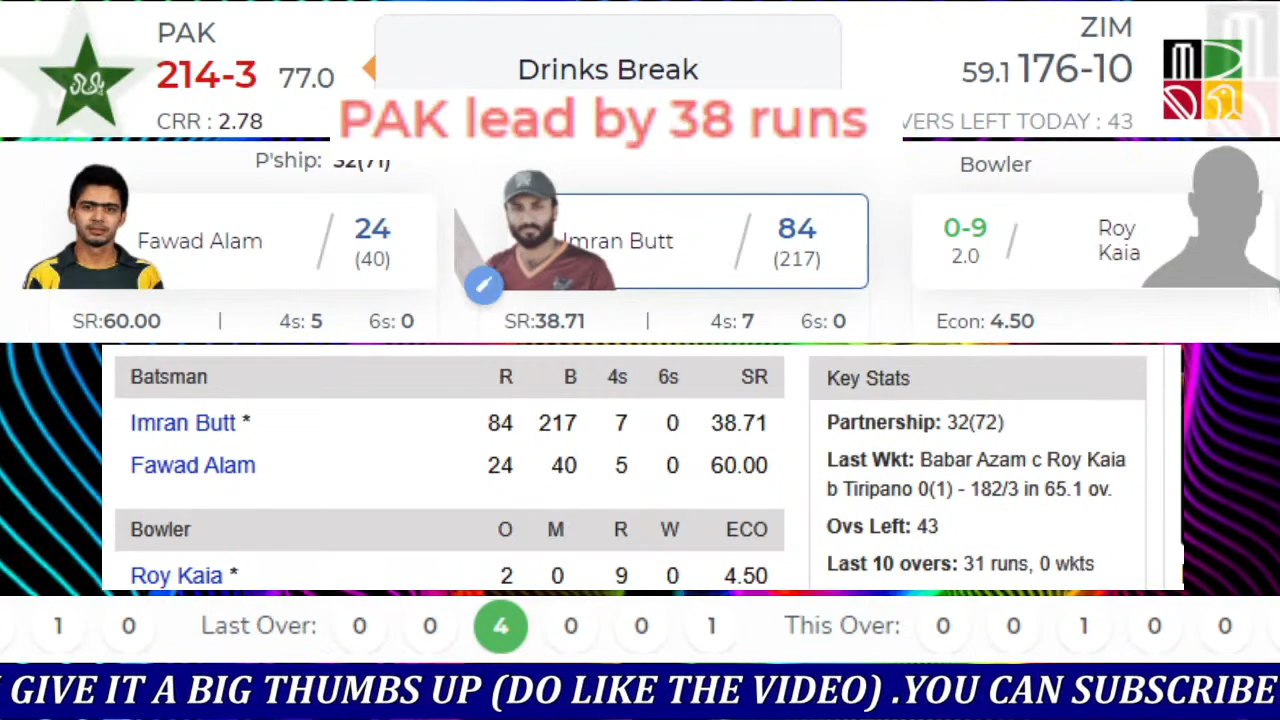 PAK
214-3 77.0
CRR : 2.78
Drinks Break
PAK lead by 38 runs
ZIM
59.1 176-10
VERS LEFT TODAY : 43
P'ship: 32(71)
Fawad Alam
24
(40)
SR:60.00 | 4s: 5 6s: 0
Imran Butt
84
(217)
SR:38.71 | 4s: 7 6s: 0
Bowler
0-9
2.0
Roy
Kaia
Econ: 4.50
Batsman R B 4s 6s SR
Imran Butt * 84 217 7 0 38.71
Fawad Alam 24 40 5 0 60.00
Bowler O M R W ECO
Roy Kaia * 2 0 9 0 4.50
Key Stats
Partnership: 32(72)
Last Wkt: Babar Azam c Roy Kaia
b Tiripano 0(1) - 182/3 in 65.1 ov.
Ovs Left: 43
Last 10 overs: 31 runs, 0 wkts
1 0 Last Over: 0 0 4 0 0 1 This Over: 0 0 1 0 0
GIVE IT A BIG THUMBS UP (DO LIKE THE VIDEO) .YOU CAN SUBSCRIBE